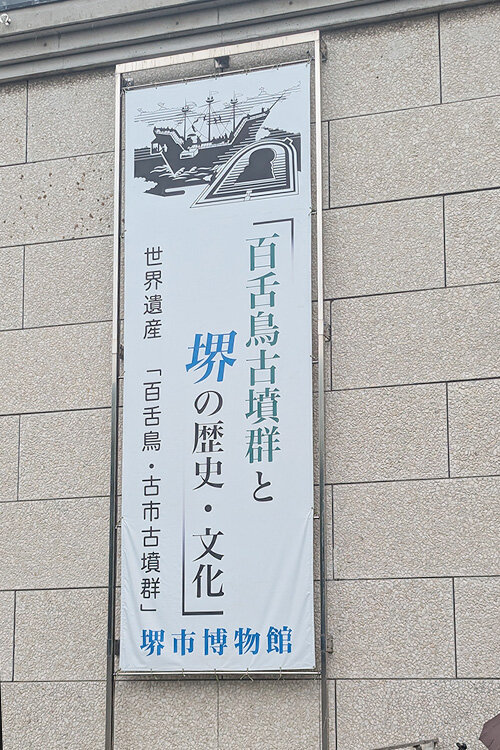 「百舌鳥古墳群と
堺の歴史・文化」
世界遺産 「百舌鳥・古市古墳群」
堺市博物館